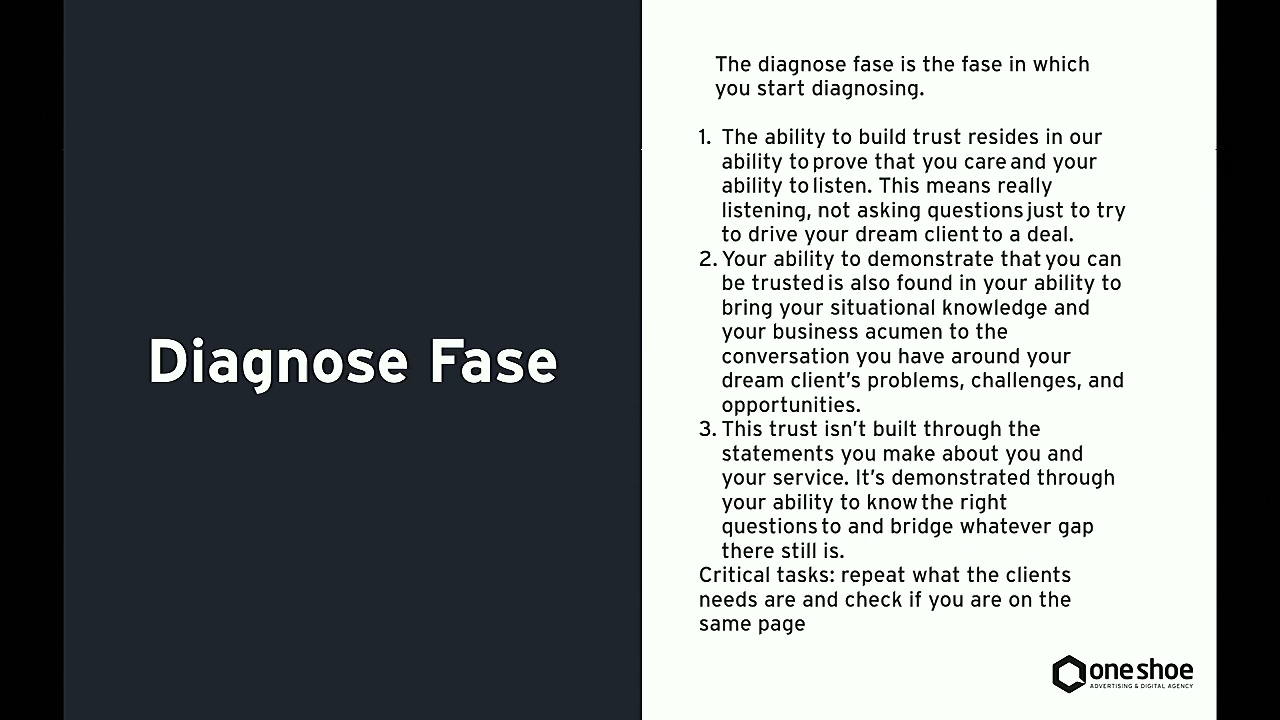 Diagnose Fase
The diagnose fase is the fase in which
you start diagnosing.
1. The ability to build trust resides in our
ability to prove that you care and your
ability to listen. This means really
listening, not asking questions just to try
to drive your dream client to a deal.
2. Your ability to demonstrate that you can
be trusted is also found in your ability to
bring your situational knowledge and
your business acumen to the
conversation you have around your
dream client's problems, challenges, and
opportunities.
3. This trust isn't built through the
statements you make about you and
your service. It's demonstrated through
your ability to know the right
questions to and bridge whatever gap
there still is.
Critical tasks: repeat what the clients
needs are and check if you are on the
same page
oneshoe
ADVERTISING & DIGITAL AGENCY